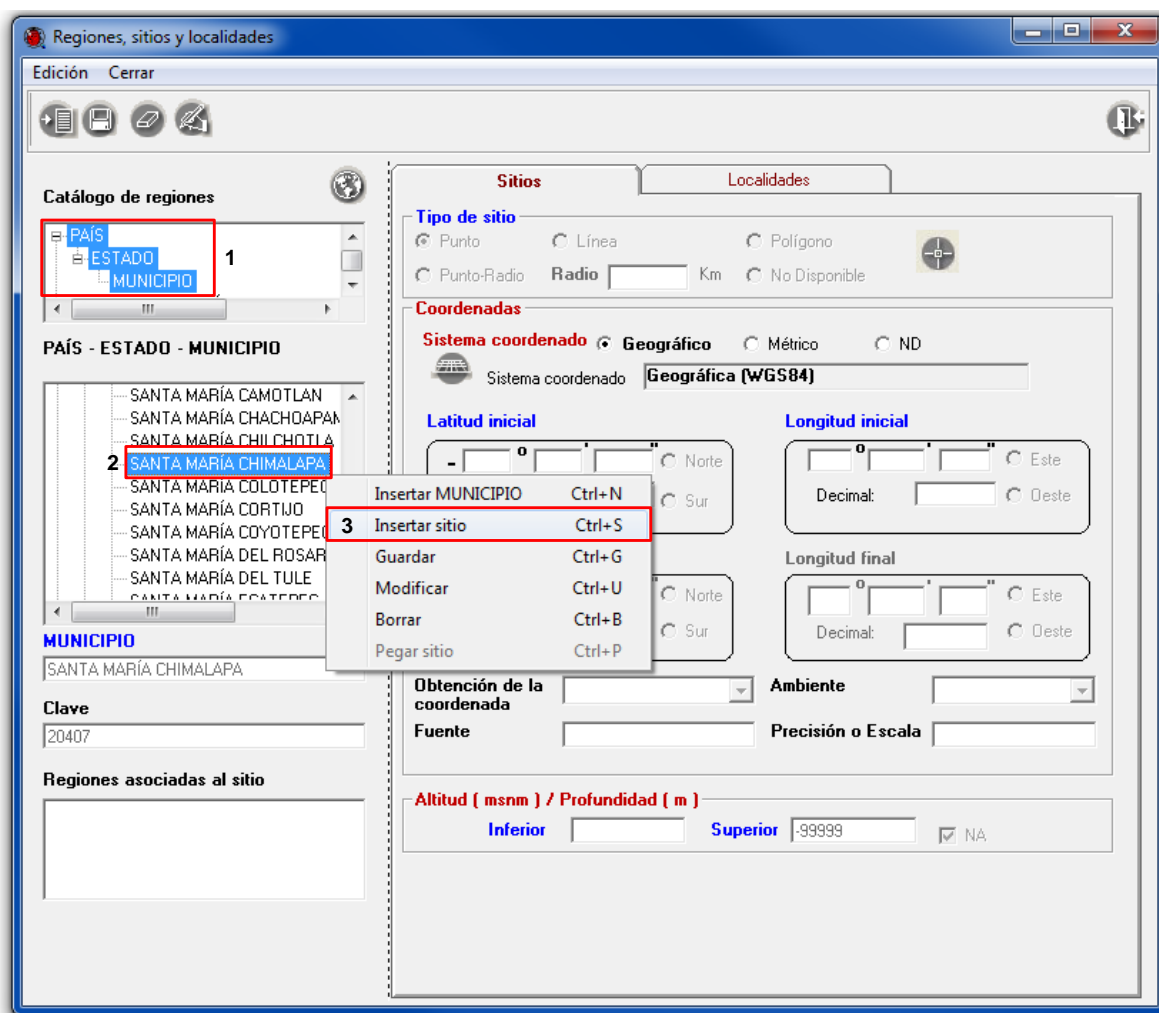 Regiones, sitios y localidades
Edición Cerrar
Catálogo de regiones
PAÍS
ESTADO
MUNICIPIO
1
PAÍS - ESTADO - MUNICIPIO
SANTA MARÍA CAMOTLAN
SANTA MARÍA CHACHOAPAN
SANTA MARÍA CHILCHOTLA
2 SANTA MARÍA CHIMALAPA
SANTA MARÍA COLOTEPEC
SANTA MARÍA CORTIJO
SANTA MARÍA COYOTEPEC
SANTA MARÍA DEL ROSAR
SANTA MARÍA DEL TULE
SANTA MARÍA ECATEPEC
MUNICIPIO
SANTA MARÍA CHIMALAPA
Clave
20407
Regiones asociadas al sitio
Insertar MUNICIPIO Ctrl+N
3 Insertar sitio Ctrl+S
Guardar Ctrl+G
Modificar Ctrl+U
Borrar Ctrl+B
Pegar sitio Ctrl+P
Sitios Localidades
Tipo de sitio
Punto Línea Polígono
Punto-Radio Radio Km No Disponible
Coordenadas
Sistema coordenado Geográfico Métrico ND
Sistema coordenado Geográfica (WGS84)
Latitud inicial Longitud inicial
- º ' " Norte º ' " Este
Sur Decimal: Oeste
Longitud final
" Norte º ' " Este
Sur Decimal: Oeste
Obtención de la coordenada Ambiente
Fuente Precisión o Escala
Altitud ( msnm ) / Profundidad ( m )
Inferior Superior -99999 NA